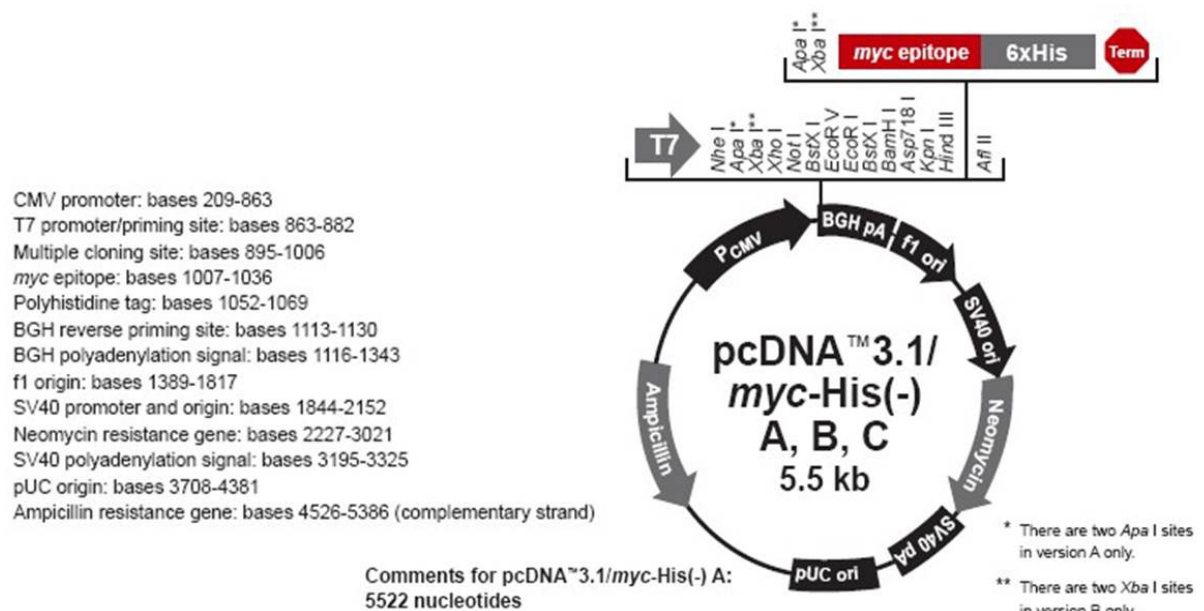 Apa I*
Xba I**
myc epitope
6xHis
Term
T7
Nhe I
Apa I*
Xba I**
Xho I
Not I
BstX I
EcoR V
EcoR I
BstX I
BamH I
Asp718 I
Kpn I
Hind III
Afl II
CMV promoter: bases 209-863
T7 promoter/priming site: bases 863-882
Multiple cloning site: bases 895-1006
myc epitope: bases 1007-1036
Polyhistidine tag: bases 1052-1069
BGH reverse priming site: bases 1113-1130
BGH polyadenylation signal: bases 1116-1343
f1 origin: bases 1389-1817
SV40 promoter and origin: bases 1844-2152
Neomycin resistance gene: bases 2227-3021
SV40 polyadenylation signal: bases 3195-3325
pUC origin: bases 3708-4381
Ampicillin resistance gene: bases 4526-5386 (complementary strand)
PCMV
BGH pA
f1 ori
SV40 ori
Neomycin
SV40 pA
pUC ori
Ampicillin
pcDNA™3.1/
myc-His(-)
A, B, C
5.5 kb
Comments for pcDNA™3.1/myc-His(-) A:
5522 nucleotides
* There are two Apa I sites
in version A only.
** There are two Xba I sites
in version B only.